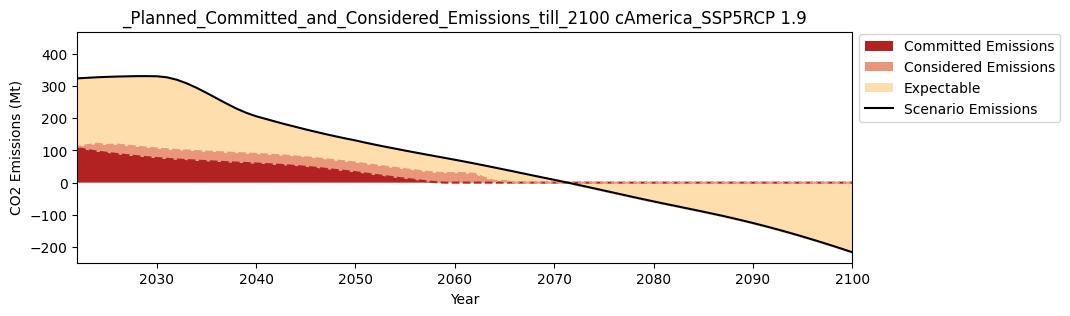 _Planned_Committed_and_Considered_Emissions_till_2100 cAmerica_SSP5RCP 1.9
400
300
200
100
0
−100
−200
CO2 Emissions (Mt)
2030 2040 2050 2060 2070 2080 2090 2100
Year
Committed Emissions
Considered Emissions
Expectable
Scenario Emissions